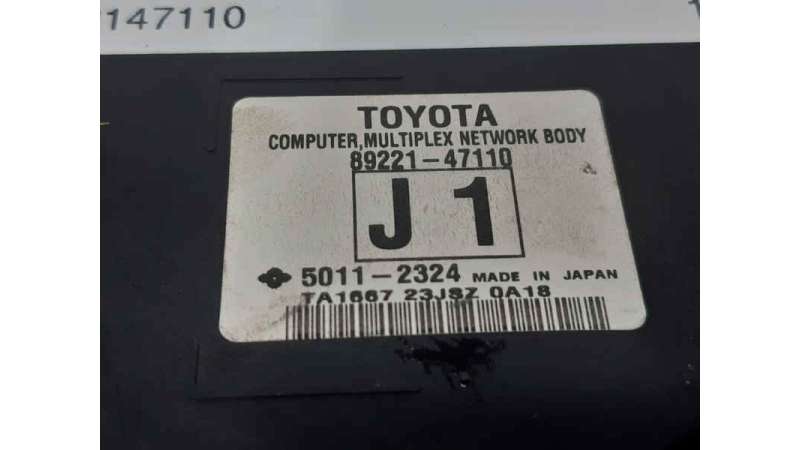 147110
TOYOTA
COMPUTER,MULTIPLEX NETWORK BODY
89221-47110
J 1
5011-2324 MADE IN JAPAN
TA1667 23JSZ 0A18